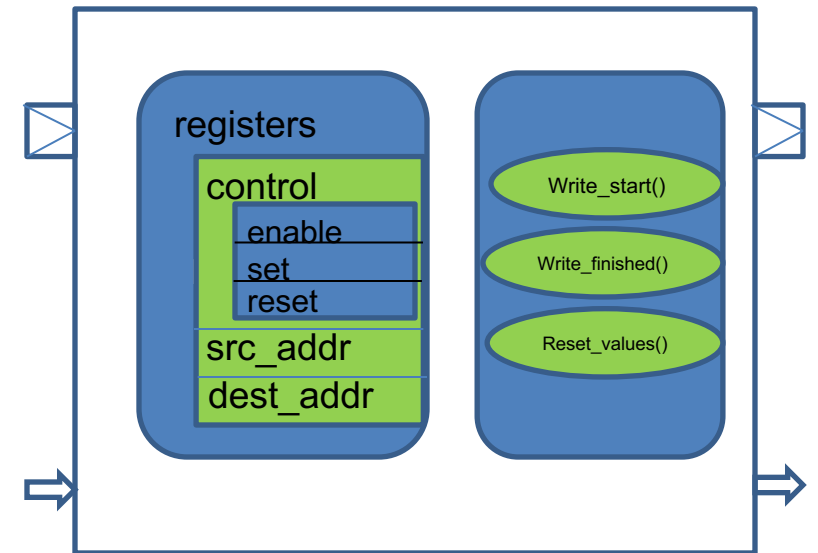 registers
control
enable
set
reset
src_addr
dest_addr
Write_start()
Write_finished()
Reset_values()